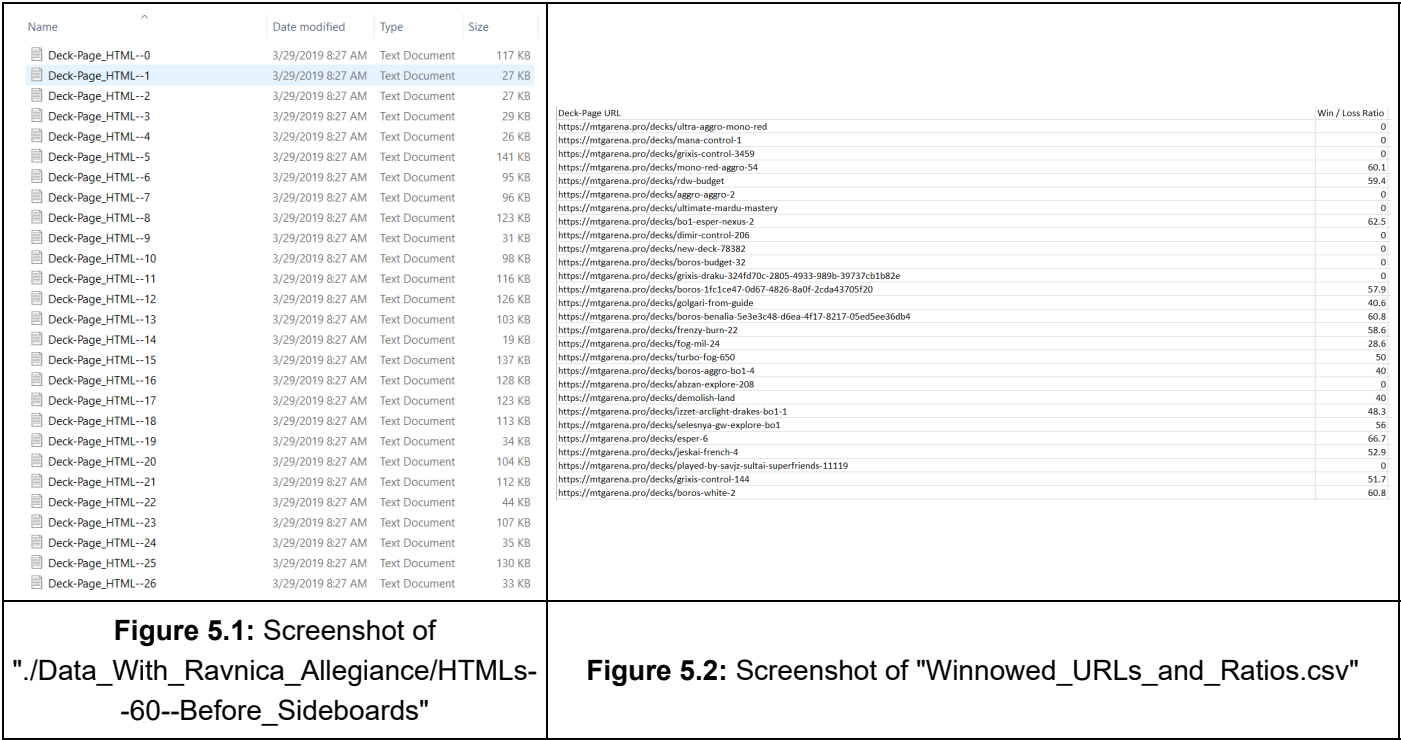 Name Date modified Type Size
Deck-Page_HTML--0 3/29/2019 8:27 AM Text Document 117 KB
Deck-Page_HTML--1 3/29/2019 8:27 AM Text Document 27 KB
Deck-Page_HTML--2 3/29/2019 8:27 AM Text Document 27 KB
Deck-Page_HTML--3 3/29/2019 8:27 AM Text Document 29 KB
Deck-Page_HTML--4 3/29/2019 8:27 AM Text Document 26 KB
Deck-Page_HTML--5 3/29/2019 8:27 AM Text Document 141 KB
Deck-Page_HTML--6 3/29/2019 8:27 AM Text Document 95 KB
Deck-Page_HTML--7 3/29/2019 8:27 AM Text Document 96 KB
Deck-Page_HTML--8 3/29/2019 8:27 AM Text Document 123 KB
Deck-Page_HTML--9 3/29/2019 8:27 AM Text Document 31 KB
Deck-Page_HTML--10 3/29/2019 8:27 AM Text Document 98 KB
Deck-Page_HTML--11 3/29/2019 8:27 AM Text Document 116 KB
Deck-Page_HTML--12 3/29/2019 8:27 AM Text Document 126 KB
Deck-Page_HTML--13 3/29/2019 8:27 AM Text Document 103 KB
Deck-Page_HTML--14 3/29/2019 8:27 AM Text Document 19 KB
Deck-Page_HTML--15 3/29/2019 8:27 AM Text Document 137 KB
Deck-Page_HTML--16 3/29/2019 8:27 AM Text Document 128 KB
Deck-Page_HTML--17 3/29/2019 8:27 AM Text Document 123 KB
Deck-Page_HTML--18 3/29/2019 8:27 AM Text Document 113 KB
Deck-Page_HTML--19 3/29/2019 8:27 AM Text Document 34 KB
Deck-Page_HTML--20 3/29/2019 8:27 AM Text Document 104 KB
Deck-Page_HTML--21 3/29/2019 8:27 AM Text Document 112 KB
Deck-Page_HTML--22 3/29/2019 8:27 AM Text Document 44 KB
Deck-Page_HTML--23 3/29/2019 8:27 AM Text Document 107 KB
Deck-Page_HTML--24 3/29/2019 8:27 AM Text Document 35 KB
Deck-Page_HTML--25 3/29/2019 8:27 AM Text Document 130 KB
Deck-Page_HTML--26 3/29/2019 8:27 AM Text Document 33 KB
Figure 5.1: Screenshot of
"./Data_With_Ravnica_Allegiance/HTMLs-
-60--Before_Sideboards"
Deck-Page URL Win / Loss Ratio
https://mtgarena.pro/decks/ultra-aggro-mono-red 0
https://mtgarena.pro/decks/mana-control-1 0
https://mtgarena.pro/decks/grixis-control-3459 0
https://mtgarena.pro/decks/mono-red-aggro-54 60.1
https://mtgarena.pro/decks/rdw-budget 59.4
https://mtgarena.pro/decks/aggro-aggro-2 0
https://mtgarena.pro/decks/ultimate-mardu-mastery 0
https://mtgarena.pro/decks/bo1-esper-nexus-2 62.5
https://mtgarena.pro/decks/dimir-control-206 0
https://mtgarena.pro/decks/new-deck-78382 0
https://mtgarena.pro/decks/boros-budget-32 0
https://mtgarena.pro/decks/grixis-draku-324fd70c-2805-4933-989b-39737cb1b82e 0
https://mtgarena.pro/decks/boros-1fc1ce47-0d67-4826-8a0f-2cda43705f20 57.9
https://mtgarena.pro/decks/golgari-from-guide 40.6
https://mtgarena.pro/decks/boros-benalia-5e3e3c48-d6ea-4f17-8217-05ed5ee36db4 60.8
https://mtgarena.pro/decks/frenzy-burn-22 58.6
https://mtgarena.pro/decks/fog-mil-24 28.6
https://mtgarena.pro/decks/turbo-fog-650 50
https://mtgarena.pro/decks/boros-aggro-bo1-4 40
https://mtgarena.pro/decks/abzan-explore-208 0
https://mtgarena.pro/decks/demolish-land 40
https://mtgarena.pro/decks/izzet-arclight-drakes-bo1-1 48.3
https://mtgarena.pro/decks/selesnya-gw-explore-bo1 56
https://mtgarena.pro/decks/esper-6 66.7
https://mtgarena.pro/decks/jeskai-french-4 52.9
https://mtgarena.pro/decks/played-by-savjz-sultai-superfriends-11119 0
https://mtgarena.pro/decks/grixis-control-144 51.7
https://mtgarena.pro/decks/boros-white-2 60.8
Figure 5.2: Screenshot of "Winnowed_URLs_and_Ratios.csv"